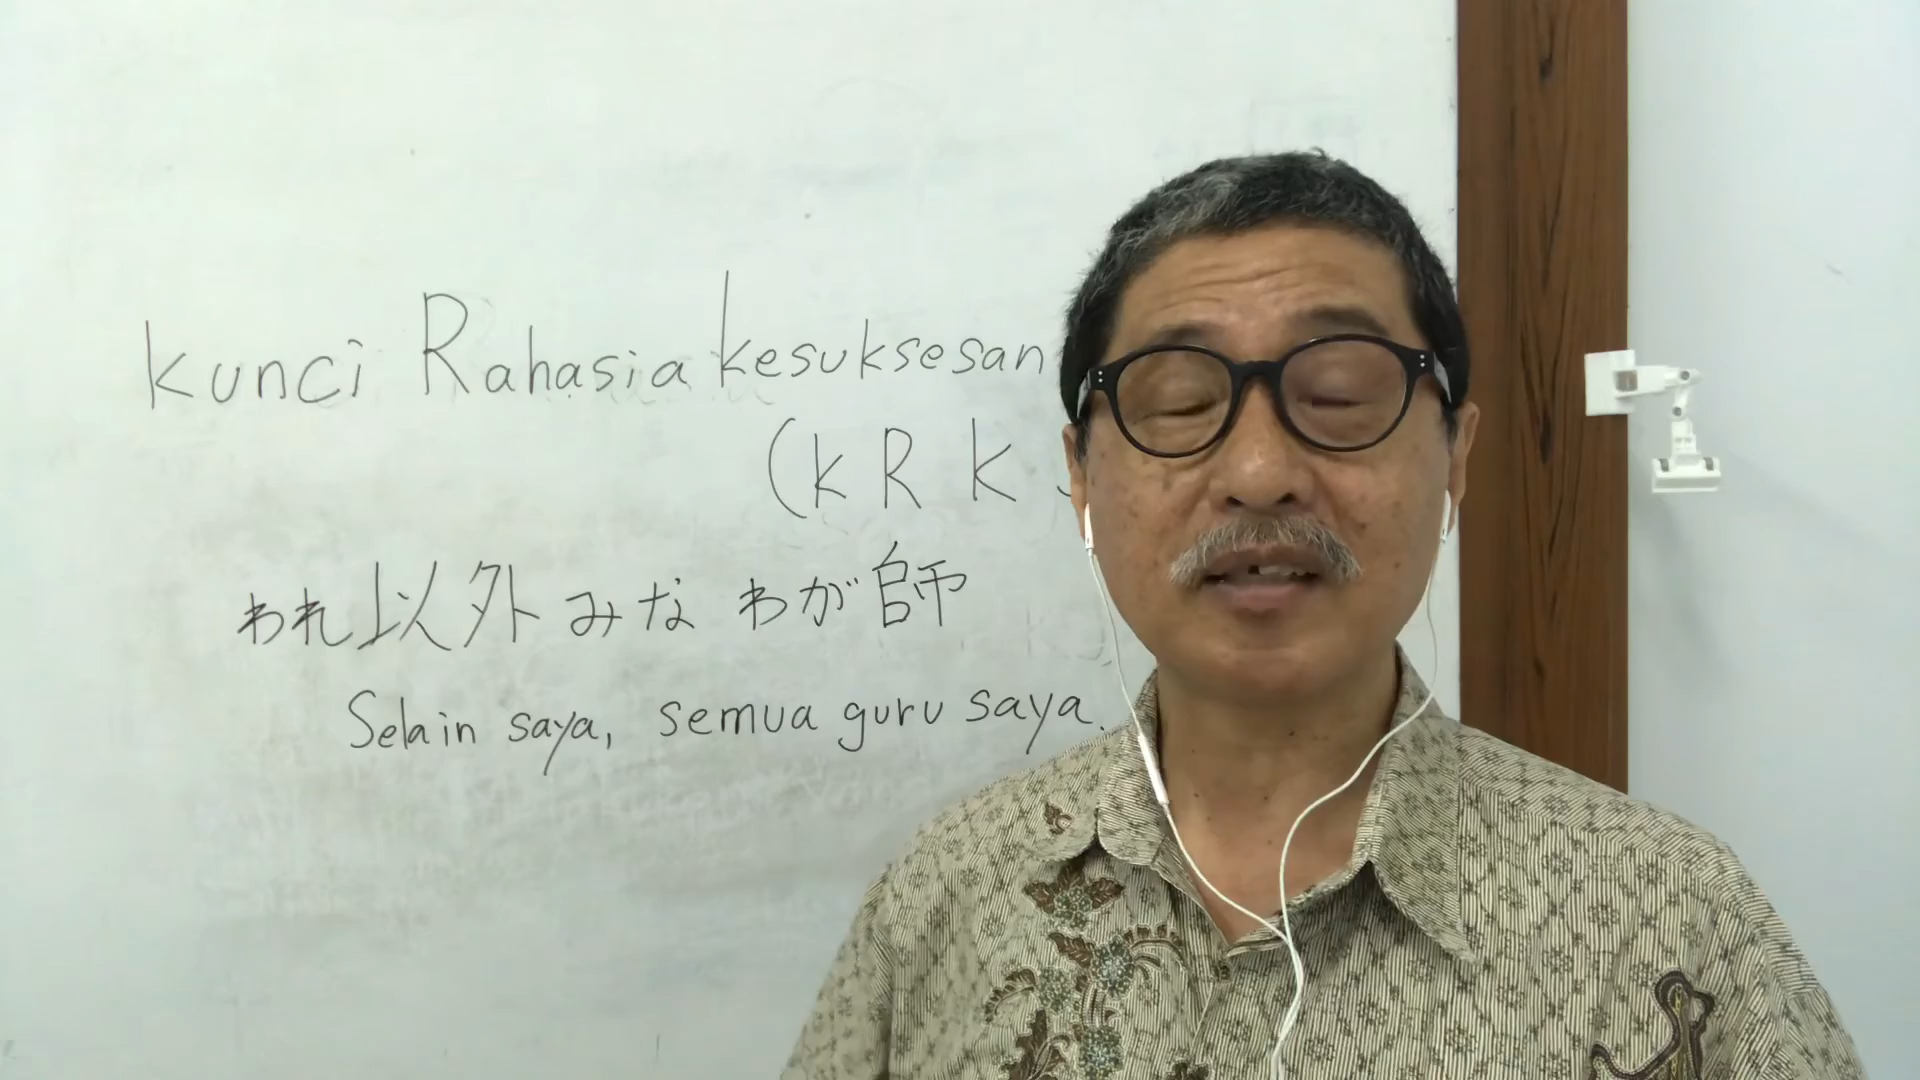 kunci Rahasia kesuksesan
(KRK)
われ以外みなわが師
Selain saya, semua guru saya.